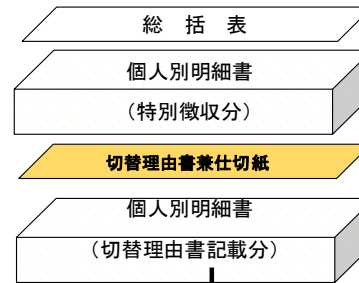 総 括 表
個人別明細書
（特別徴収分）
切替理由書兼仕切紙
個人別明細書
（切替理由書記載分）